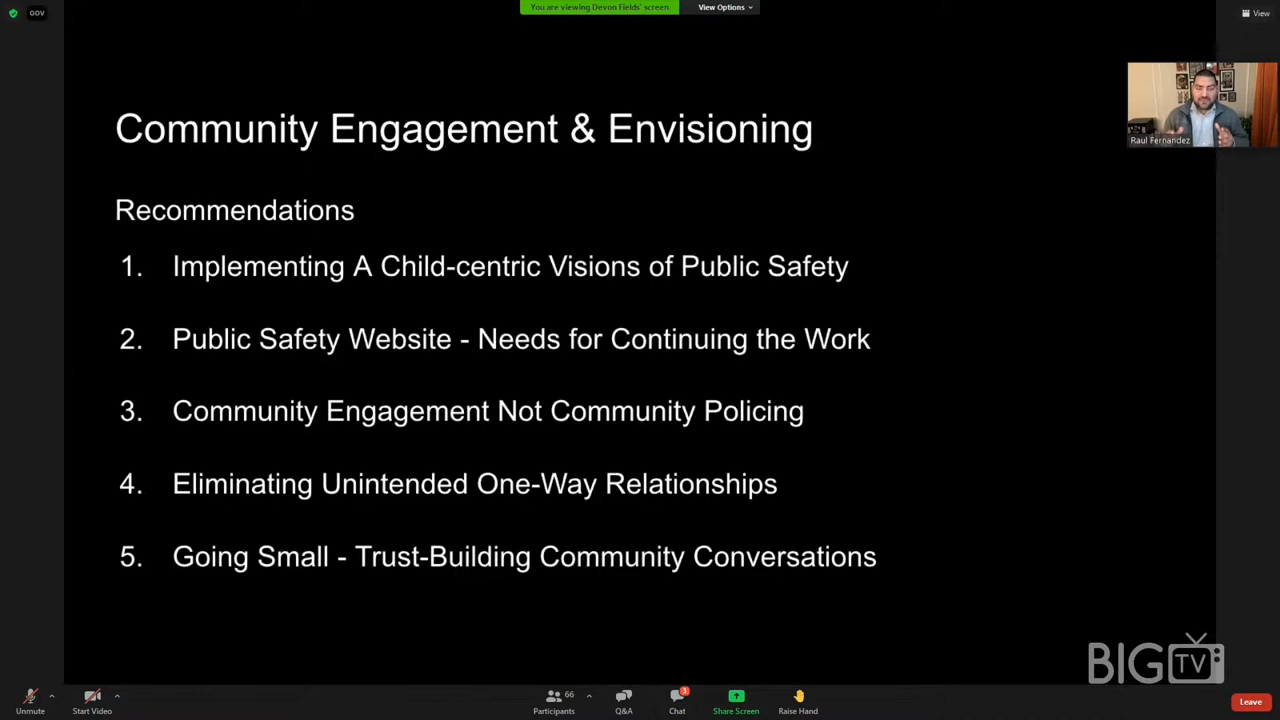 GOV
You are viewing Devon Fields' screen
View Options
View
Community Engagement & Envisioning
Raul Fernandez
Recommendations
1. Implementing A Child-centric Visions of Public Safety
2. Public Safety Website - Needs for Continuing the Work
3. Community Engagement Not Community Policing
4. Eliminating Unintended One-Way Relationships
5. Going Small - Trust-Building Community Conversations
BIG TV
66
3
Unmute
Start Video
Participants
Q&A
Chat
Share Screen
Raise Hand
Leave